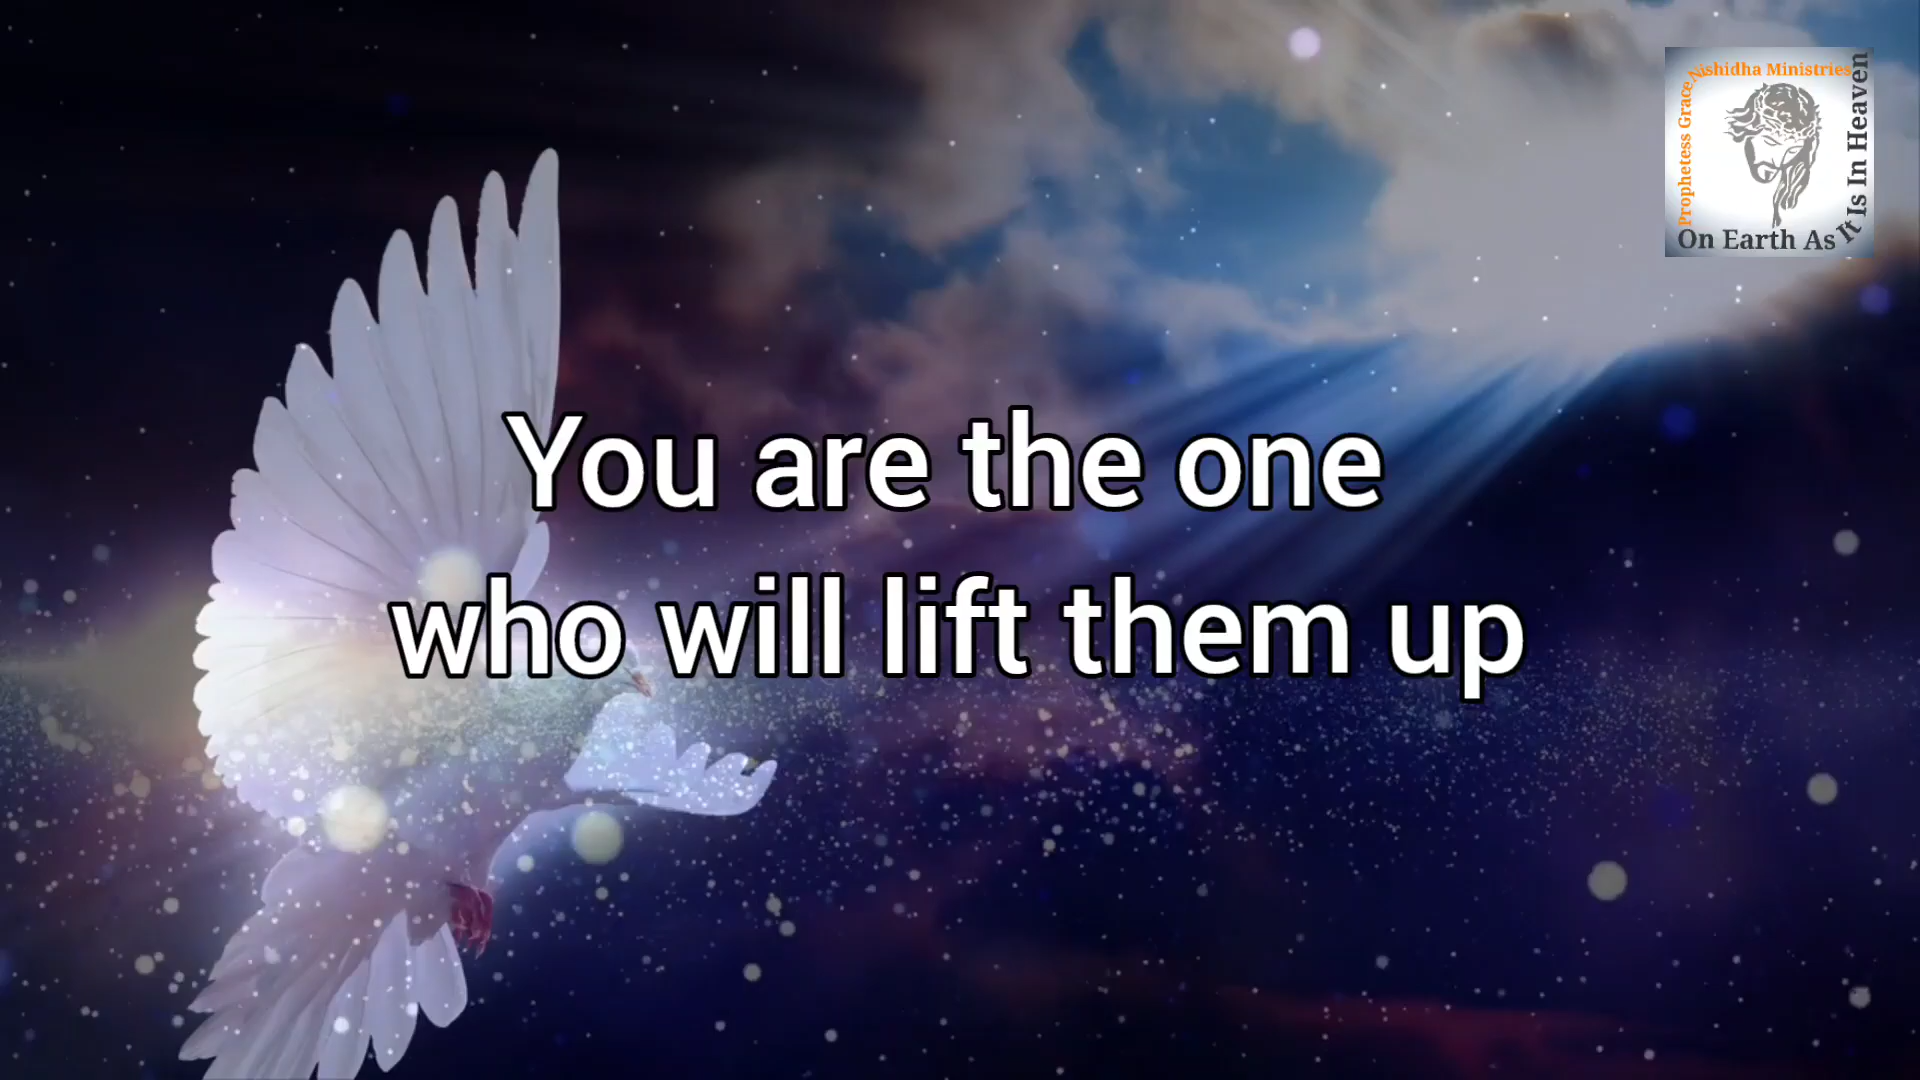 You are the one
who will lift them up
Prophetess Grace Nishidha Ministries
On Earth As It Is In Heaven